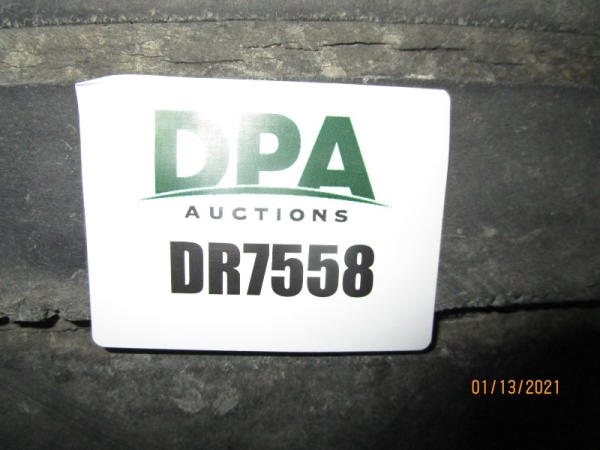 DPA
AUCTIONS
DR7558
01/13/2021